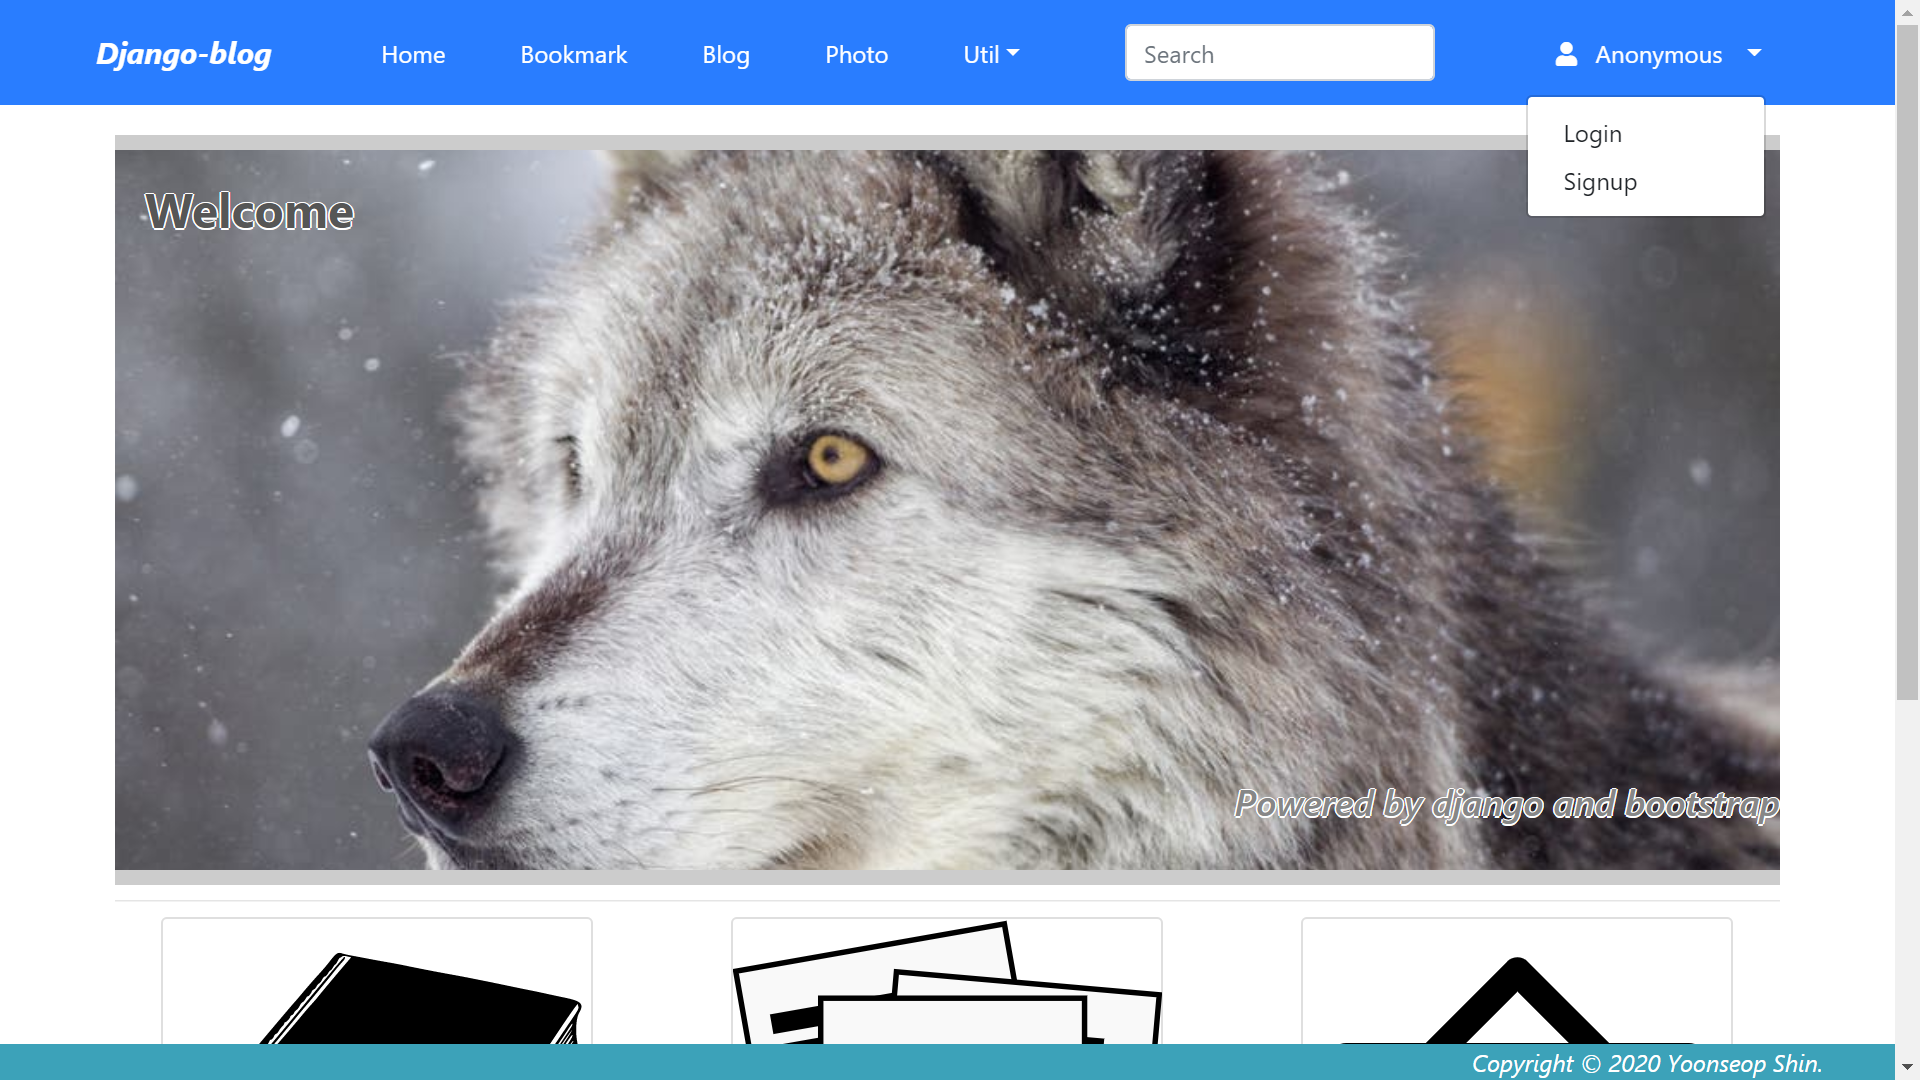 Django-blog Home Bookmark Blog Photo Util Search Anonymous
Login
Signup
Welcome
Powered by django and bootstrap
Copyright © 2020 Yoonseop Shin.